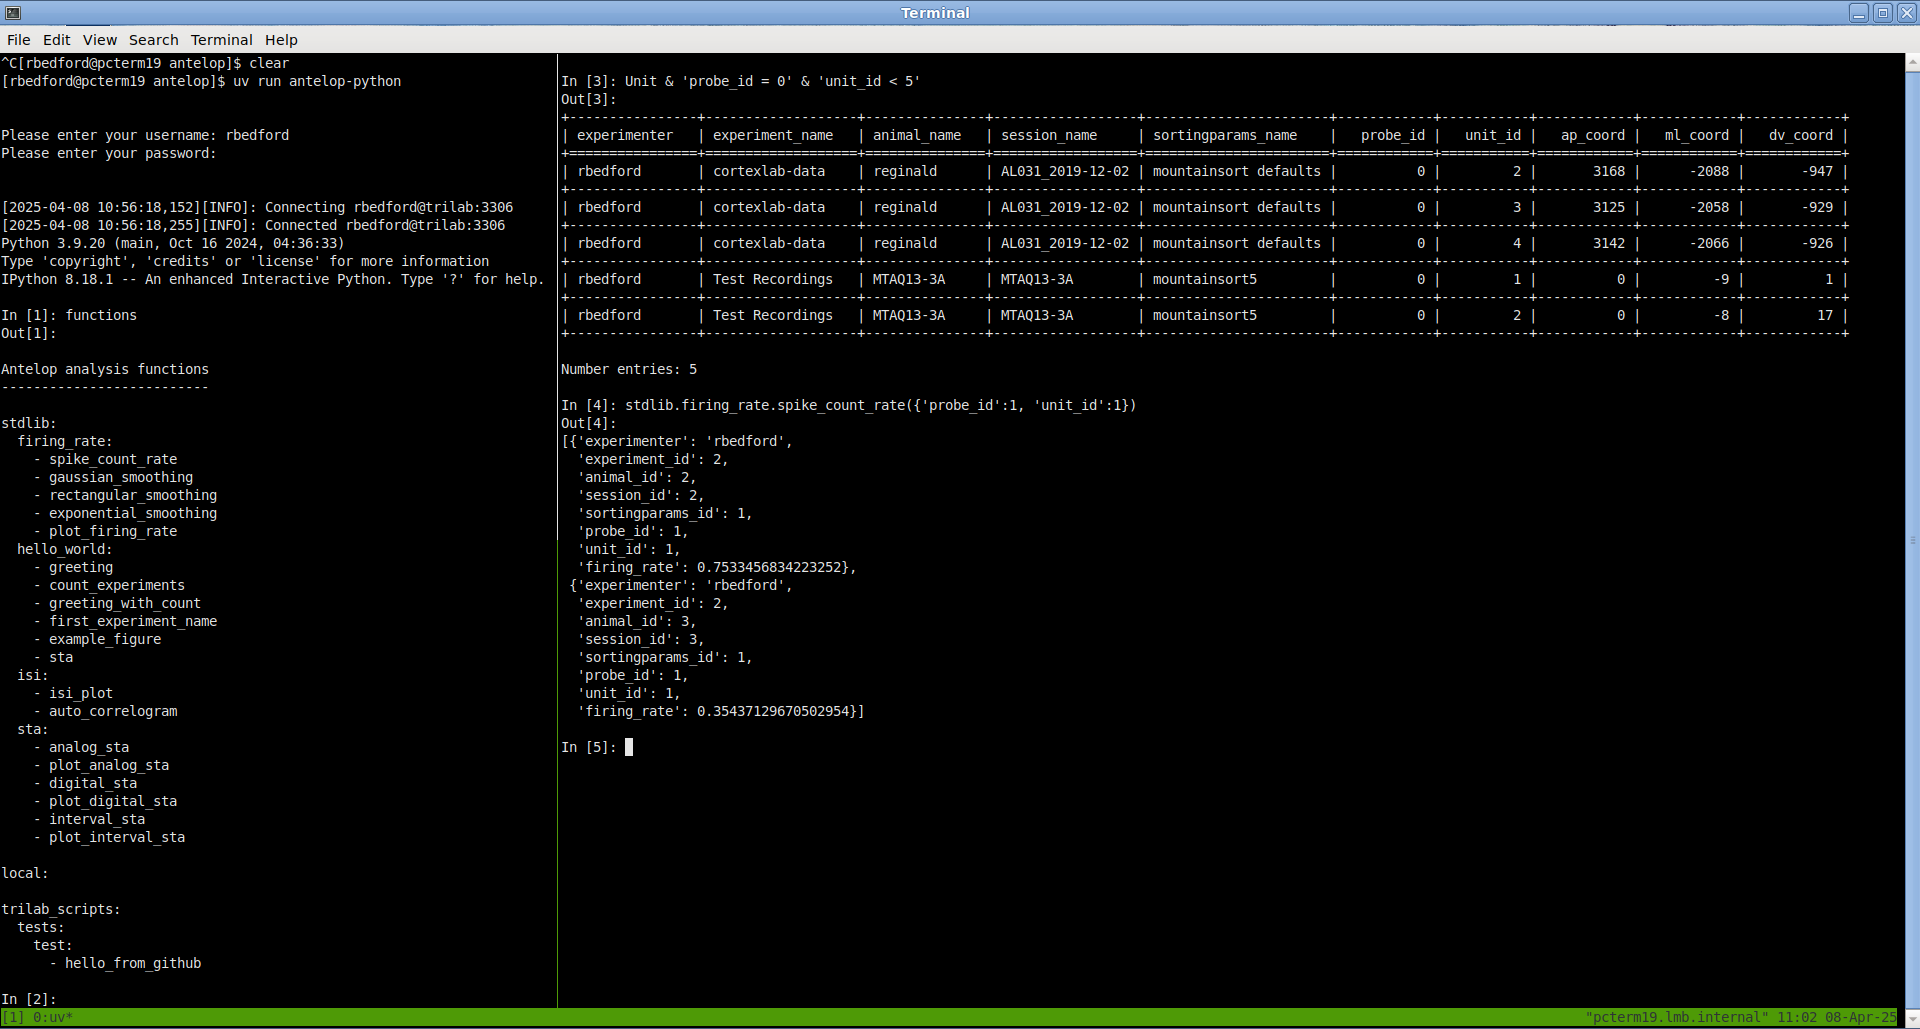 Terminal
File Edit View Search Terminal Help
^C[rbedford@pcterm19 antelop]$ clear
[rbedford@pcterm19 antelop]$ uv run antelop-python
Please enter your username: rbedford
Please enter your password:
[2025-04-08 10:56:18,152][INFO]: Connecting rbedford@trilab:3306
[2025-04-08 10:56:18,255][INFO]: Connected rbedford@trilab:3306
Python 3.9.20 (main, Oct 16 2024, 04:36:33)
Type 'copyright', 'credits' or 'license' for more information
IPython 8.18.1 -- An enhanced Interactive Python. Type '?' for help.
In [1]: functions
Out[1]:
Antelop analysis functions
--------------------------
stdlib:
  firing_rate:
    - spike_count_rate
    - gaussian_smoothing
    - rectangular_smoothing
    - exponential_smoothing
    - plot_firing_rate
  hello_world:
    - greeting
    - count_experiments
    - greeting_with_count
    - first_experiment_name
    - example_figure
    - sta
  isi:
    - isi_plot
    - auto_correlogram
  sta:
    - analog_sta
    - plot_analog_sta
    - digital_sta
    - plot_digital_sta
    - interval_sta
    - plot_interval_sta
local:
trilab_scripts:
  tests:
    test:
      - hello_from_github
In [2]:
In [3]: Unit & 'probe_id = 0' & 'unit_id < 5'
Out[3]:
+----------------+-------------------+---------------+------------------+-----------------------+------------+-----------+------------+------------+------------+
| experimenter   | experiment_name   | animal_name   | session_name     | sortingparams_name    |   probe_id |   unit_id |   ap_coord |   ml_coord |   dv_coord |
+================+===================+===============+==================+=======================+============+===========+============+============+============+
| rbedford       | cortexlab-data    | reginald      | AL031_2019-12-02 | mountainsort defaults |          0 |         2 |       3168 |      -2088 |       -947 |
+----------------+-------------------+---------------+------------------+-----------------------+------------+-----------+------------+------------+------------+
| rbedford       | cortexlab-data    | reginald      | AL031_2019-12-02 | mountainsort defaults |          0 |         3 |       3125 |      -2058 |       -929 |
+----------------+-------------------+---------------+------------------+-----------------------+------------+-----------+------------+------------+------------+
| rbedford       | cortexlab-data    | reginald      | AL031_2019-12-02 | mountainsort defaults |          0 |         4 |       3142 |      -2066 |       -926 |
+----------------+-------------------+---------------+------------------+-----------------------+------------+-----------+------------+------------+------------+
| rbedford       | Test Recordings   | MTAQ13-3A     | MTAQ13-3A        | mountainsort5         |          0 |         1 |          0 |         -9 |          1 |
+----------------+-------------------+---------------+------------------+-----------------------+------------+-----------+------------+------------+------------+
| rbedford       | Test Recordings   | MTAQ13-3A     | MTAQ13-3A        | mountainsort5         |          0 |         2 |          0 |         -8 |         17 |
+----------------+-------------------+---------------+------------------+-----------------------+------------+-----------+------------+------------+------------+
Number entries: 5
In [4]: stdlib.firing_rate.spike_count_rate({'probe_id':1, 'unit_id':1})
Out[4]:
[{'experimenter': 'rbedford',
  'experiment_id': 2,
  'animal_id': 2,
  'session_id': 2,
  'sortingparams_id': 1,
  'probe_id': 1,
  'unit_id': 1,
  'firing_rate': 0.7533456834223252},
 {'experimenter': 'rbedford',
  'experiment_id': 2,
  'animal_id': 3,
  'session_id': 3,
  'sortingparams_id': 1,
  'probe_id': 1,
  'unit_id': 1,
  'firing_rate': 0.35437129670502954}]
In [5]:
[1] 0:uv*
"pcterm19.lmb.internal" 11:02 08-Apr-25